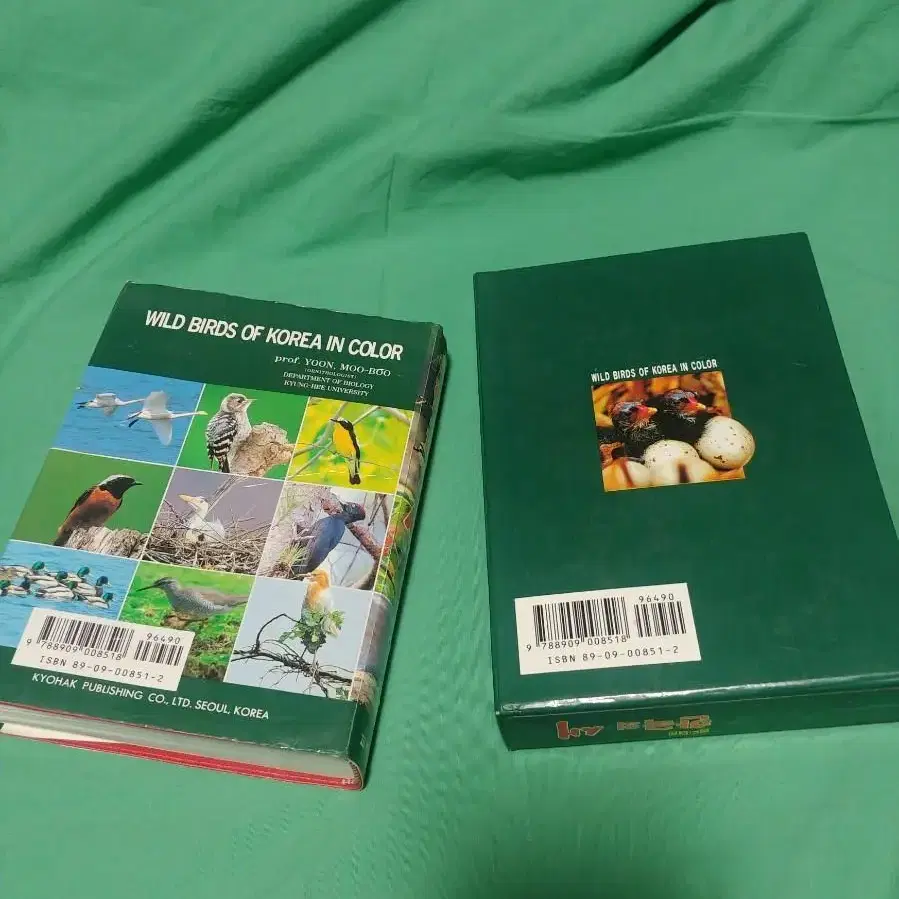 WILD BIRDS OF KOREA IN COLOR
prof. YOON, MOO-BOO
(ORNITHOLOGIST)
DEPARTMENT OF BIOLOGY
KYUNG-HEE UNIVERSITY
96490
9 788909 008518
ISBN 89-09-00851-2
KYOHAK PUBLISHING CO., LTD. SEOUL, KOREA
WILD BIRDS OF KOREA IN COLOR
96490
9 788909 008518
ISBN 89-09-00851-2